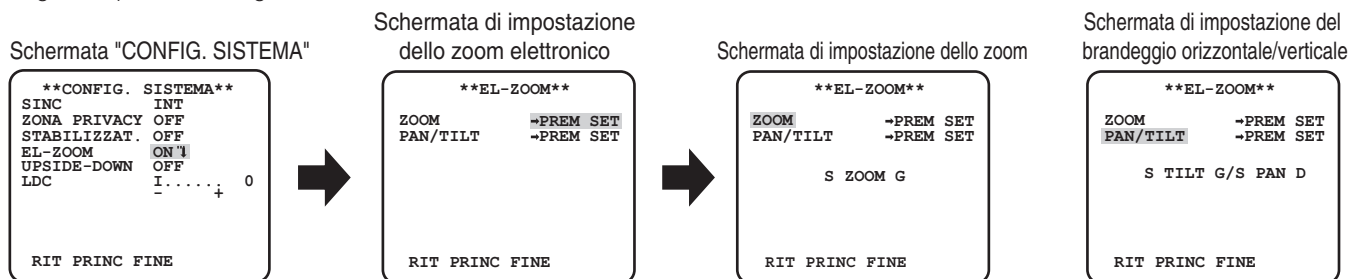 Schermata "CONFIG. SISTEMA"
**CONFIG. SISTEMA**
SINC INT
ZONA PRIVACY OFF
STABILIZZAT. OFF
EL-ZOOM ON
UPSIDE-DOWN OFF
LDC I...... 0
- +
RIT PRINC FINE
Schermata di impostazione
dello zoom elettronico
**EL-ZOOM**
ZOOM →PREM SET
PAN/TILT →PREM SET
RIT PRINC FINE
Schermata di impostazione dello zoom
**EL-ZOOM**
ZOOM →PREM SET
PAN/TILT →PREM SET
S ZOOM G
RIT PRINC FINE
Schermata di impostazione del
brandeggio orizzontale/verticale
**EL-ZOOM**
ZOOM →PREM SET
PAN/TILT →PREM SET
S TILT G/S PAN D
RIT PRINC FINE